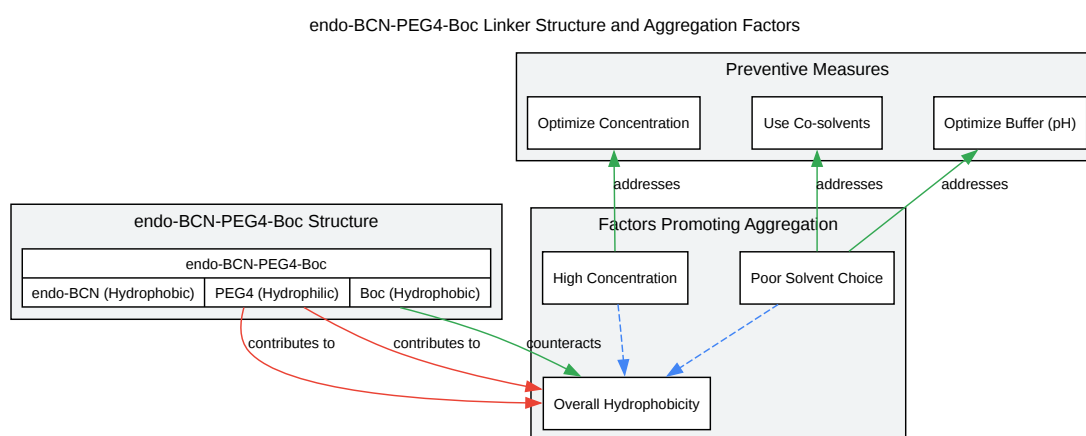 endo-BCN-PEG4-Boc Linker Structure and Aggregation Factors
Preventive Measures
Optimize Concentration
Use Co-solvents
Optimize Buffer (pH)
addresses
addresses
addresses
endo-BCN-PEG4-Boc Structure
endo-BCN-PEG4-Boc
endo-BCN (Hydrophobic)
PEG4 (Hydrophilic)
Boc (Hydrophobic)
Factors Promoting Aggregation
High Concentration
Poor Solvent Choice
contributes to
contributes to
counteracts
Overall Hydrophobicity